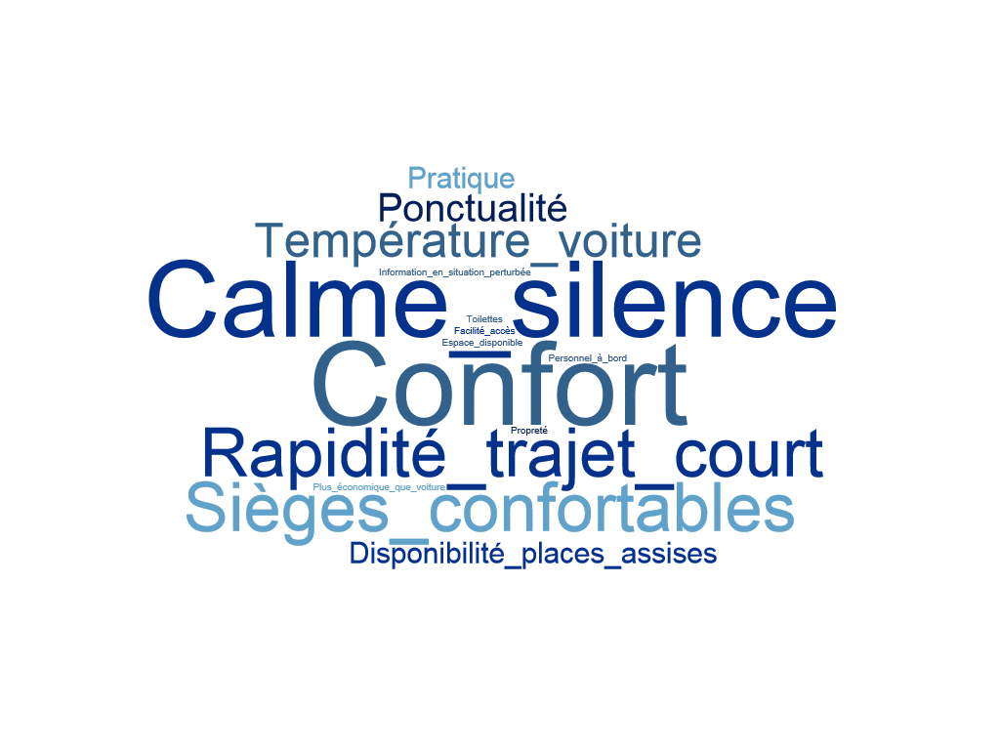 Pratique
Ponctualité
Température_voiture
Information_en_situation_perturbée
Calme_silence
Toilettes
Facilité_accès
Espace_disponible
Personnel_à_bord
Confort
Propreté
Rapidité_trajet_court
Plus_économique_que_voiture
Sièges_confortables
Disponibilité_places_assises